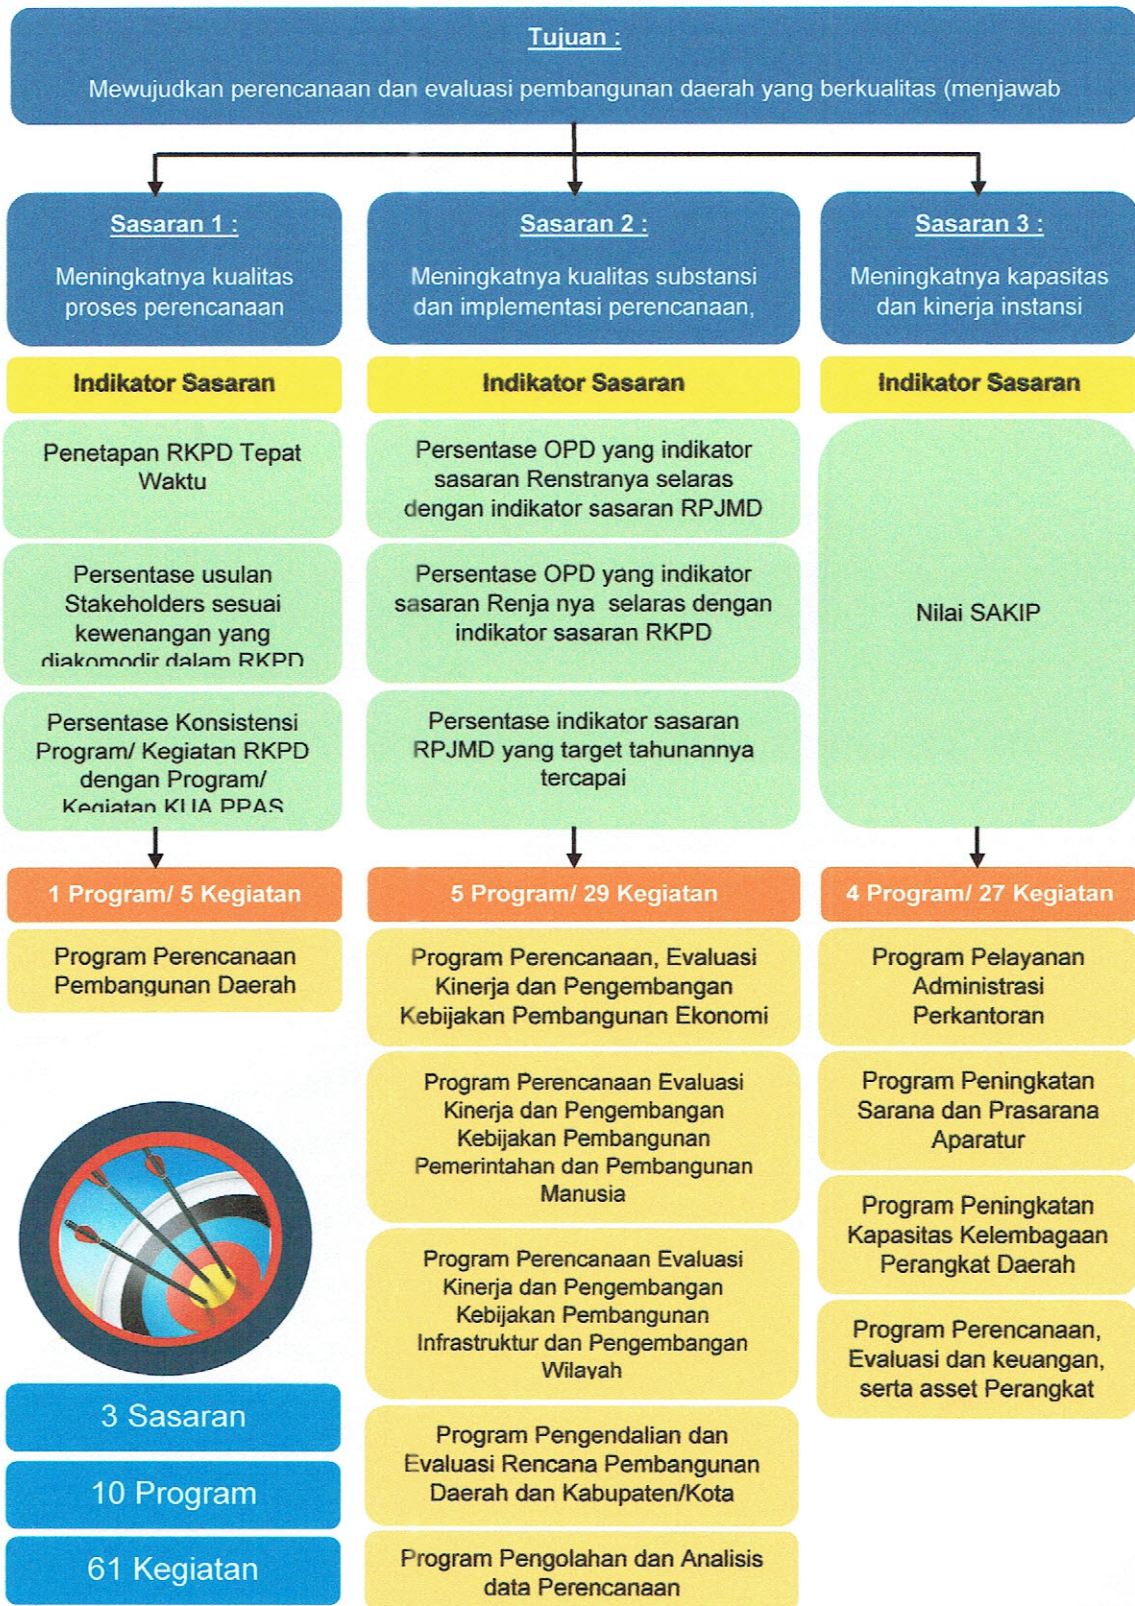 Tujuan :
Mewujudkan perencanaan dan evaluasi pembangunan daerah yang berkualitas (menjawab
Sasaran 1 :
Meningkatnya kualitas
proses perencanaan
Indikator Sasaran
Penetapan RKPD Tepat
Waktu
Persentase usulan
Stakeholders sesuai
kewenangan yang
diakomodir dalam RKPD
Persentase Konsistensi
Program/ Kegiatan RKPD
dengan Program/
Kegiatan KUA PPAS
1 Program/ 5 Kegiatan
Program Perencanaan
Pembangunan Daerah
3 Sasaran
10 Program
61 Kegiatan
Sasaran 2 :
Meningkatnya kualitas substansi
dan implementasi perencanaan,
Indikator Sasaran
Persentase OPD yang indikator
sasaran Renstranya selaras
dengan indikator sasaran RPJMD
Persentase OPD yang indikator
sasaran Renja nya selaras dengan
indikator sasaran RKPD
Persentase indikator sasaran
RPJMD yang target tahunannya
tercapai
5 Program/ 29 Kegiatan
Program Perencanaan, Evaluasi
Kinerja dan Pengembangan
Kebijakan Pembangunan Ekonomi
Program Perencanaan Evaluasi
Kinerja dan Pengembangan
Kebijakan Pembangunan
Pemerintahan dan Pembangunan
Manusia
Program Perencanaan Evaluasi
Kinerja dan Pengembangan
Kebijakan Pembangunan
Infrastruktur dan Pengembangan
Wilayah
Program Pengendalian dan
Evaluasi Rencana Pembangunan
Daerah dan Kabupaten/Kota
Program Pengolahan dan Analisis
data Perencanaan
Sasaran 3 :
Meningkatnya kapasitas
dan kinerja instansi
Indikator Sasaran
Nilai SAKIP
4 Program/ 27 Kegiatan
Program Pelayanan
Administrasi
Perkantoran
Program Peningkatan
Sarana dan Prasarana
Aparatur
Program Peningkatan
Kapasitas Kelembagaan
Perangkat Daerah
Program Perencanaan,
Evaluasi dan keuangan,
serta asset Perangkat